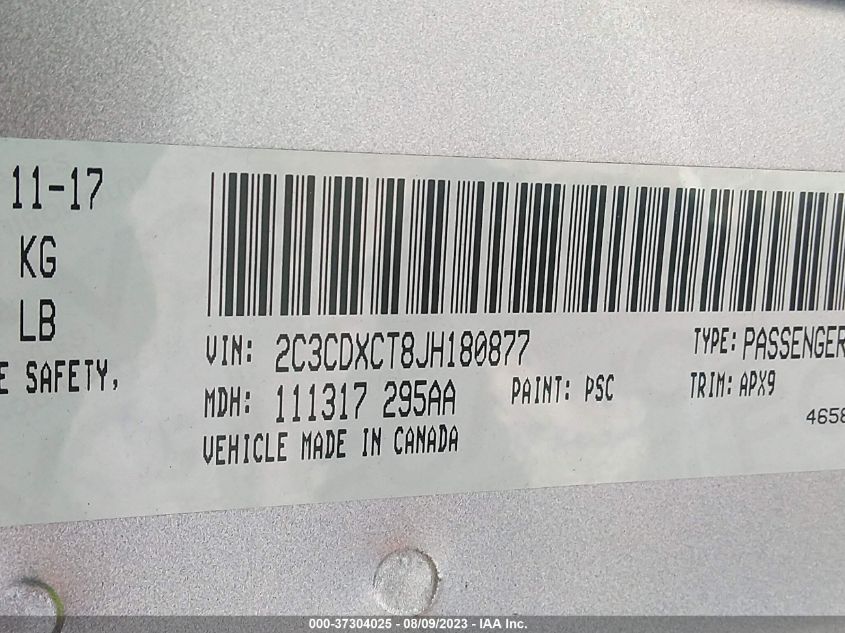 11-17
KG
LB
E SAFETY,
VIN: 2C3CDXCT8JH180877
TYPE: PASSENGER
MDH: 111317 295AA
PAINT: PSC
TRIM: APX9
VEHICLE MADE IN CANADA
4658
000-37304025 - 08/09/2023 - IAA Inc.